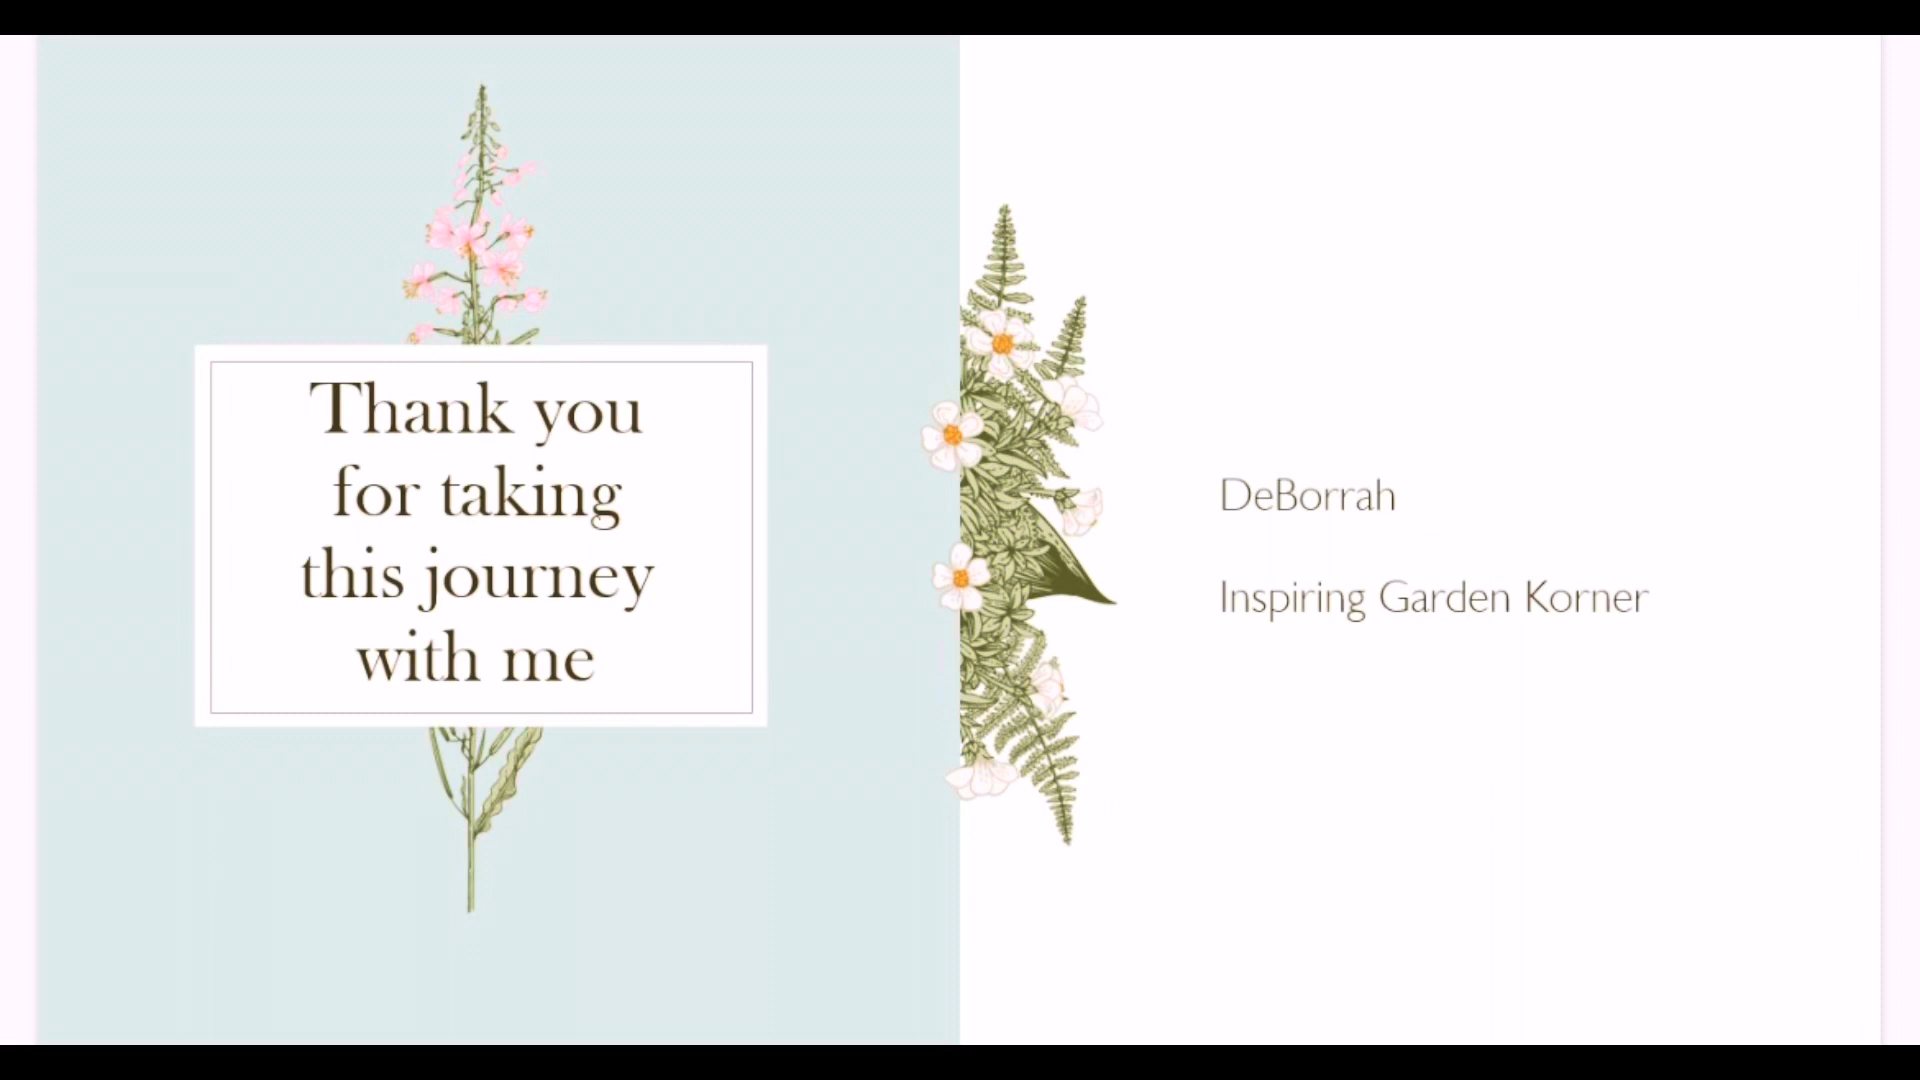 Thank you
for taking
this journey
with me
DeBorrah
Inspiring Garden Korner